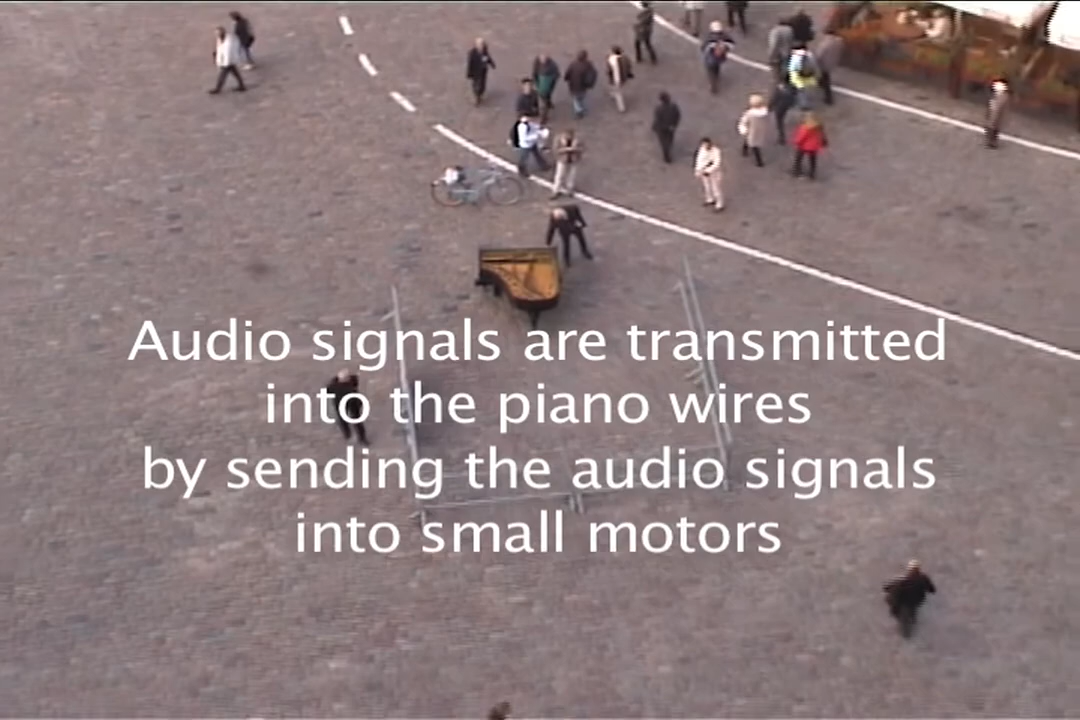 Audio signals are transmitted
into the piano wires
by sending the audio signals
into small motors